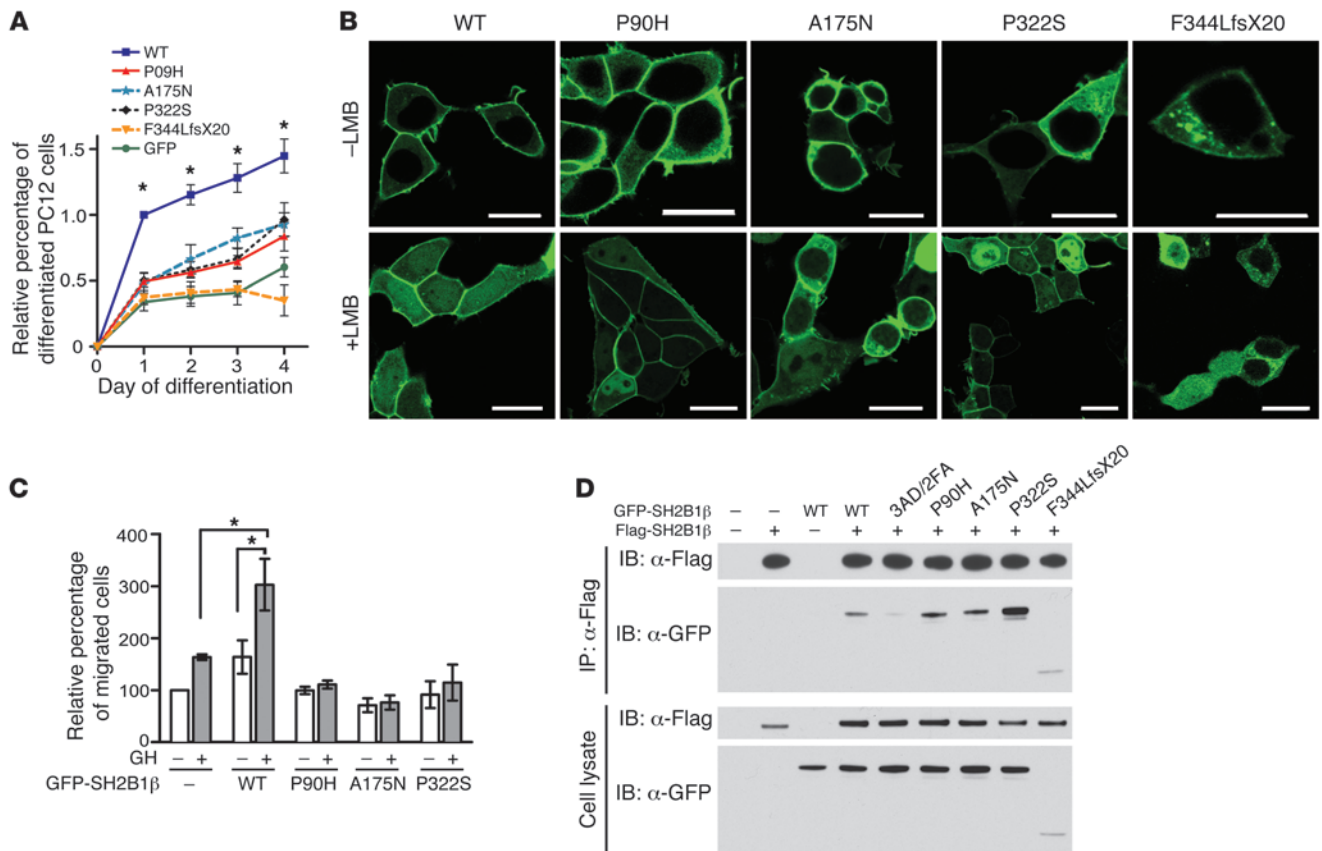 A
WT
P09H
A175N
P322S
F344LfsX20
GFP
Relative percentage of
differentiated PC12 cells
1.5
1.0
0.5
0
0 1 2 3 4
* * * *
Day of differentiation
B
WT P90H A175N P322S F344LfsX20
–LMB
+LMB
C
Relative percentage
of migrated cells
400
300
200
100
0
* *
GH – + – + – + – + – +
GFP-SH2B1β – WT P90H A175N P322S
D
GFP-SH2B1β – – WT WT 3AD/2FA P90H A175N P322S F344LfsX20
Flag-SH2B1β – + – + + + + + +
IP: α-Flag
IB: α-Flag
IB: α-GFP
Cell lysate
IB: α-Flag
IB: α-GFP